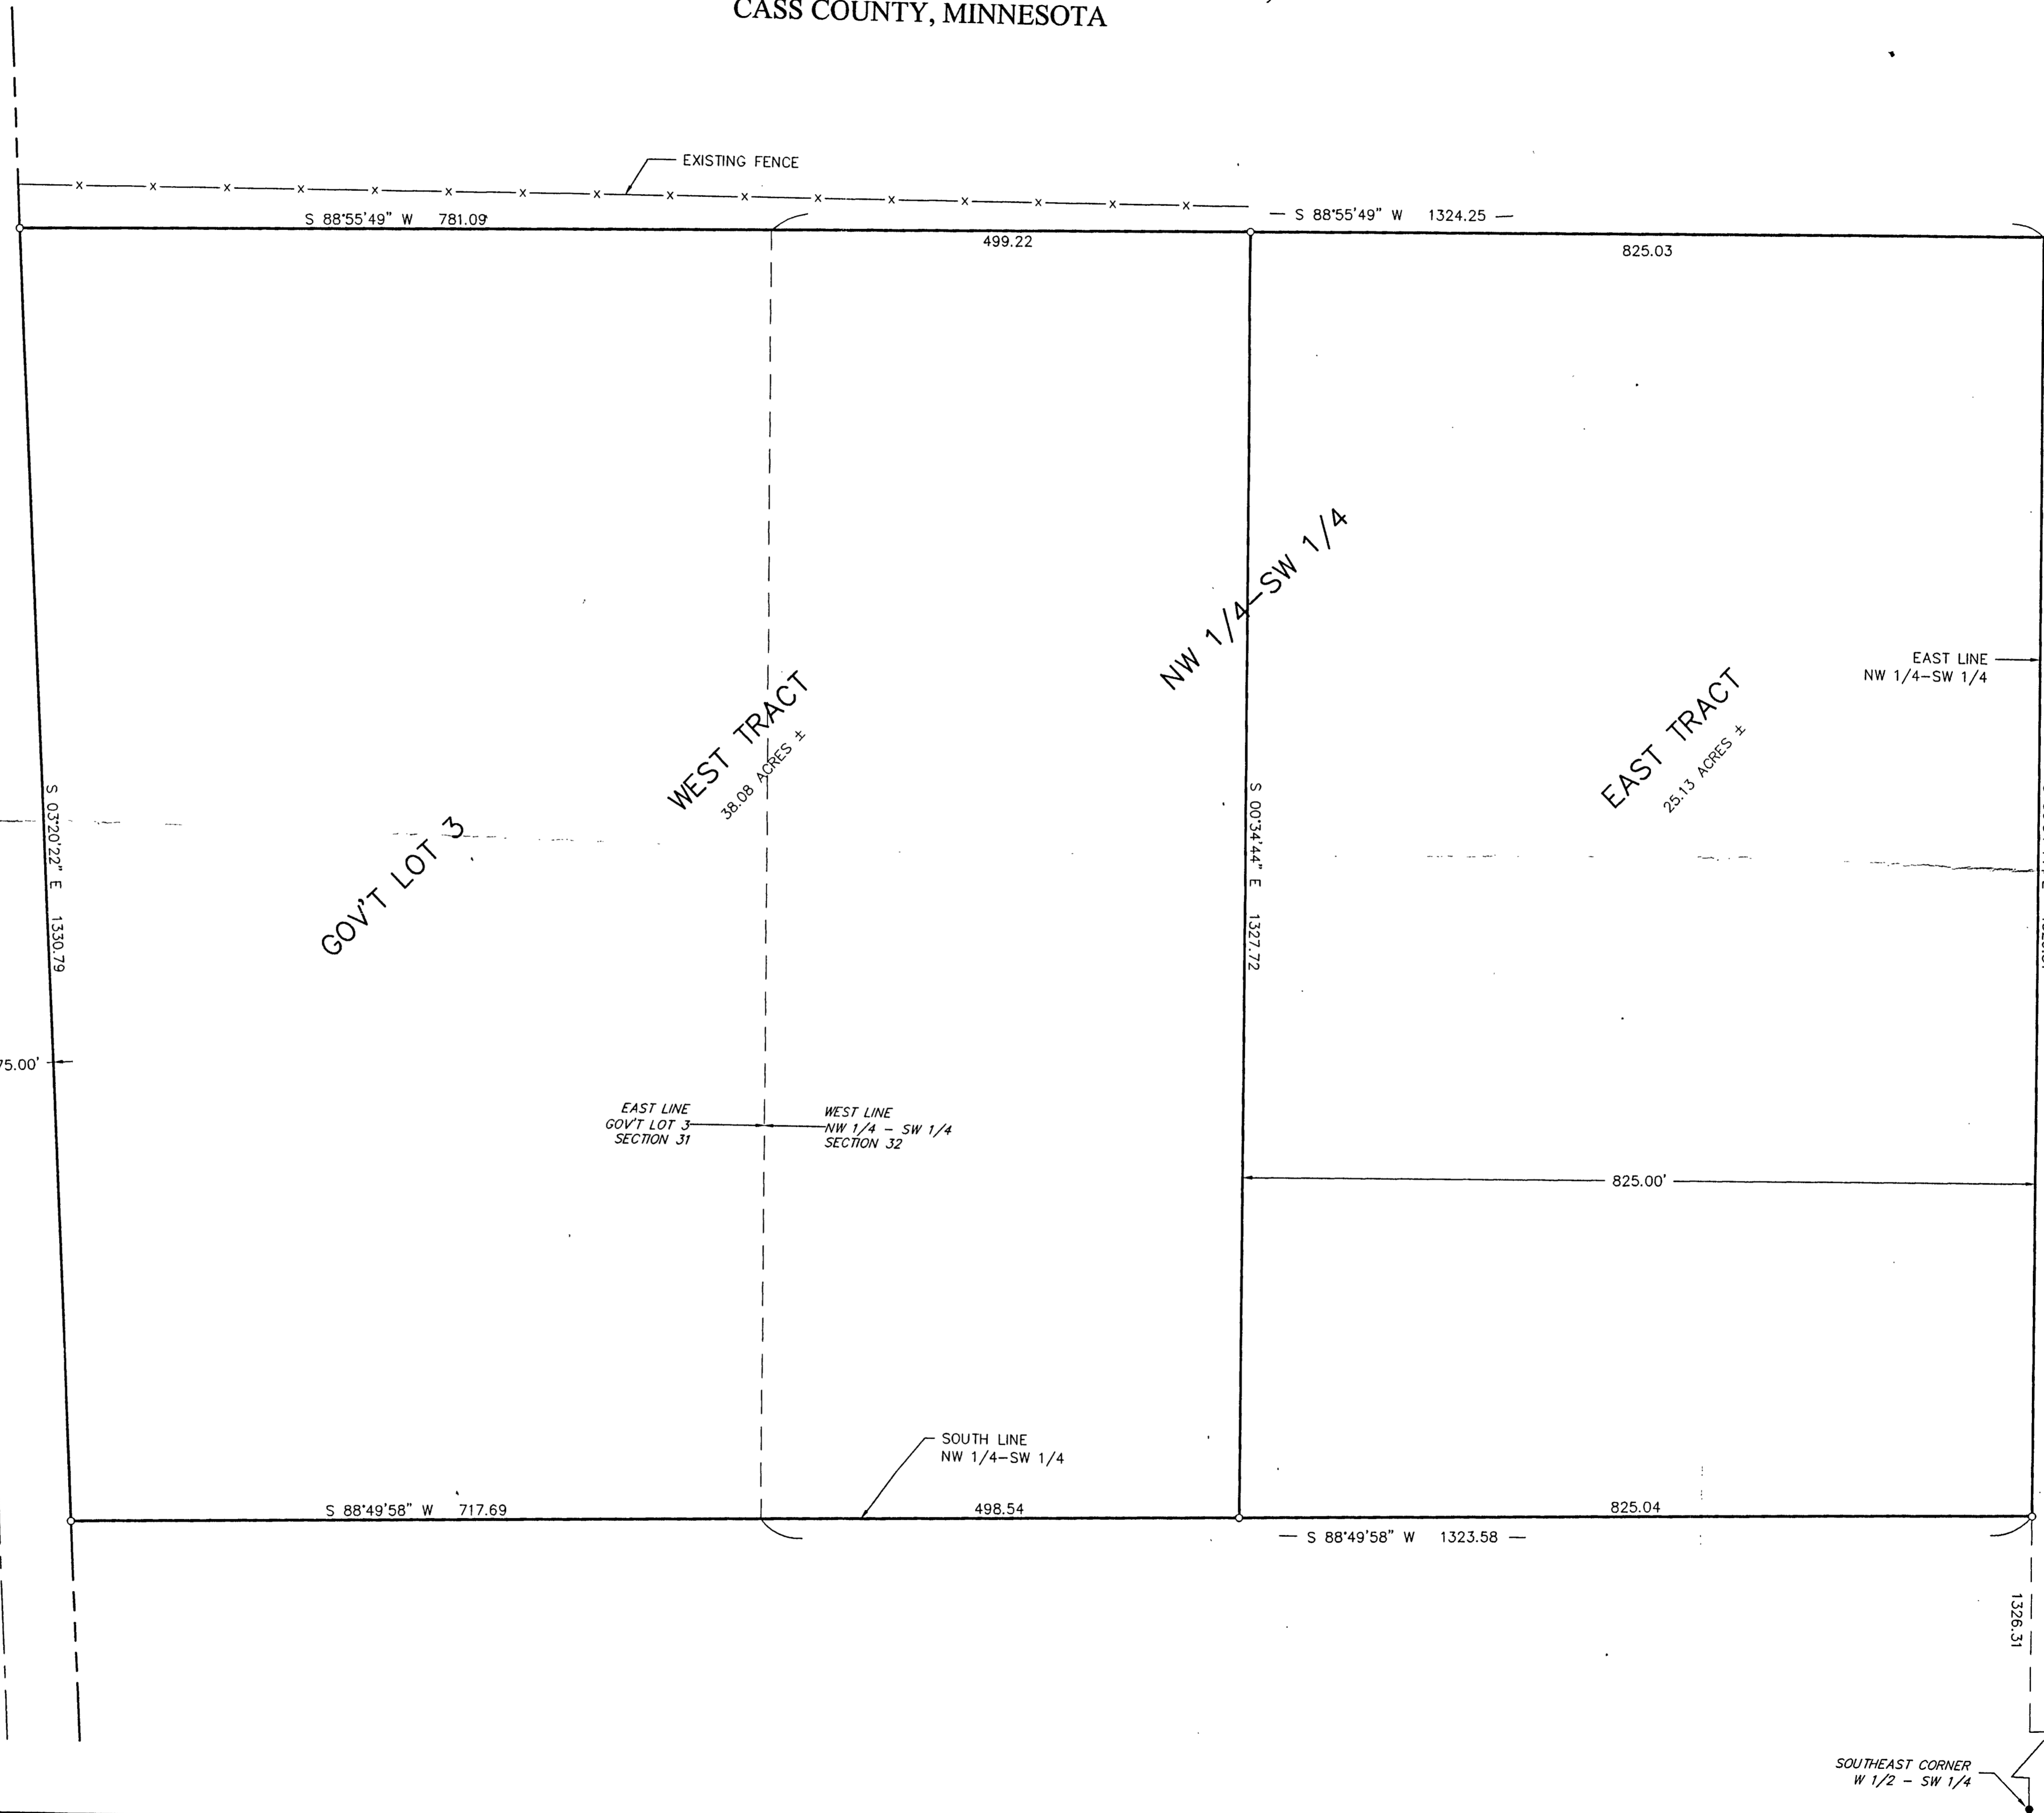 CASS COUNTY, MINNESOTA
EXISTING FENCE
S 88°55'49" W 781.09
499.22
S 88°55'49" W 1324.25
825.03
NW 1/4-SW 1/4
EAST LINE
NW 1/4-SW 1/4
WEST TRACT
38.08 ACRES ±
EAST TRACT
25.13 ACRES ±
GOV'T LOT 3
S 03°20'22" E 1330.79
S 00°34'44" E 1327.72
75.00'
EAST LINE
GOV'T LOT 3
SECTION 31
WEST LINE
NW 1/4 - SW 1/4
SECTION 32
825.00'
SOUTH LINE
NW 1/4-SW 1/4
S 88°49'58" W 717.69
498.54
825.04
S 88°49'58" W 1323.58
1326.31
SOUTHEAST CORNER
W 1/2 - SW 1/4